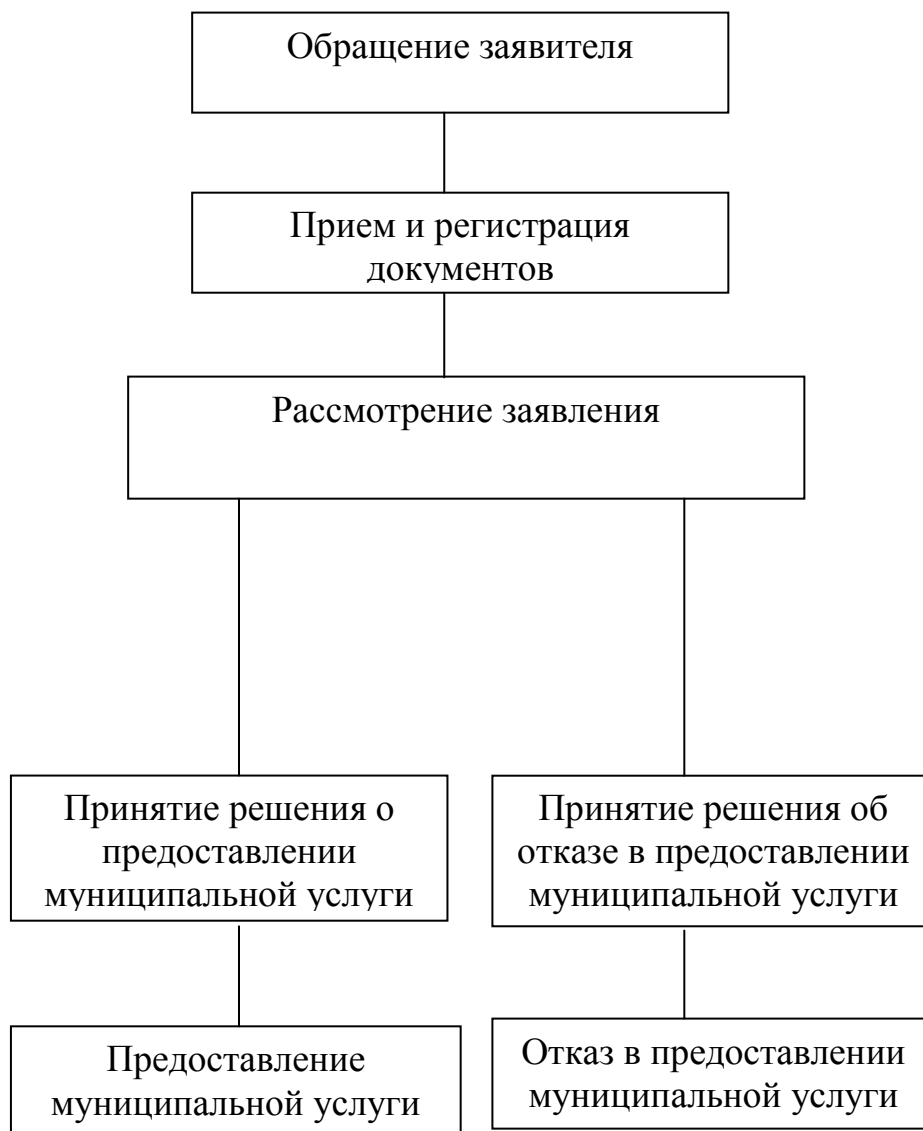 Обращение заявителя
Прием и регистрация
документов
Рассмотрение заявления
Принятие решения о
предоставлении
муниципальной услуги
Принятие решения об
отказе в предоставлении
муниципальной услуги
Предоставление
муниципальной услуги
Отказ в предоставлении
муниципальной услуги